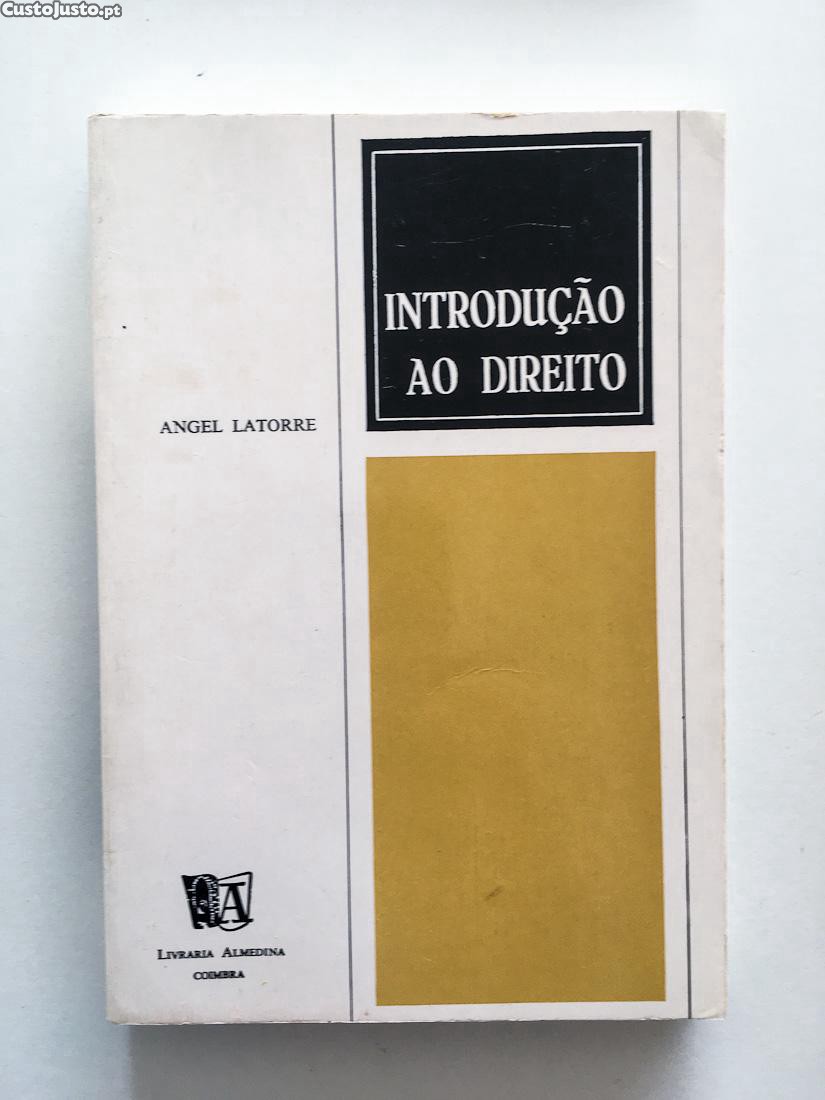 CustoJusto.pt
INTRODUÇÃO
AO DIREITO
ANGEL LATORRE
A
LIVRARIA ALMEDINA
COIMBRA